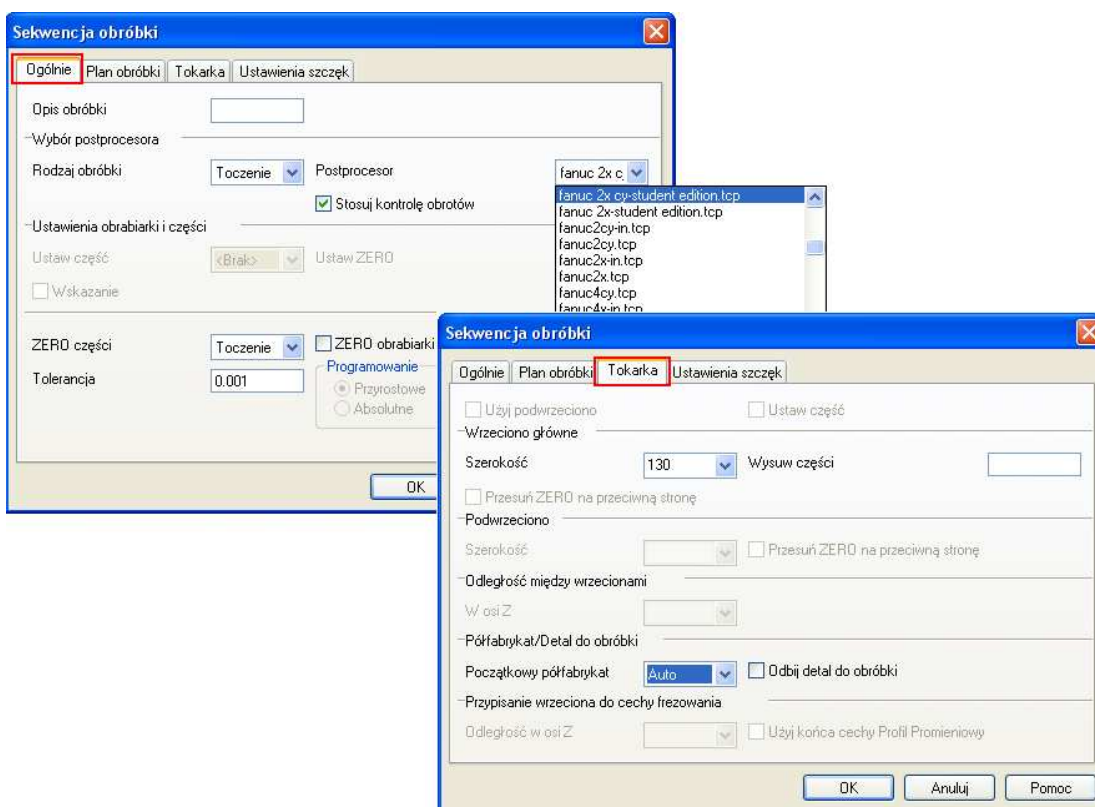 Sekwencja obróbki
Ogólnie Plan obróbki Tokarka Ustawienia szczęk
Opis obróbki
Wybór postprocesora
Rodzaj obróbki Toczenie Postprocesor fanuc 2x c
Stosuj kontrolę obrotów
fanuc 2x cy-student edition.tcp
fanuc 2x-student edition.tcp
fanuc2cy-in.tcp
fanuc2cy.tcp
fanuc2x-in.tcp
fanuc2x.tcp
fanuc4cy.tcp
fanuc4x-in.tcp
Ustawienia obrabiarki i części
Ustaw część <Brak> Ustaw ZERO
Wskazanie
ZERO części Toczenie ZERO obrabiarki
Tolerancja 0.001
Programowanie
Przyrostowe
Absolutne
OK
Sekwencja obróbki
Ogólnie Plan obróbki Tokarka Ustawienia szczęk
Użyj podwrzeciono Ustaw część
Wrzeciono główne
Szerokość 130 Wysuw części
Przesuń ZERO na przeciwną stronę
Podwrzeciono
Szerokość Przesuń ZERO na przeciwną stronę
Odległość między wrzecionami
W osi Z
Półfabrykat/Detal do obróbki
Początkowy półfabrykat Auto Odbij detal do obróbki
Przypisanie wrzeciona do cechy frezowania
Odległość w osi Z Użyj końca cechy Profil Promieniowy
OK Anuluj Pomoc